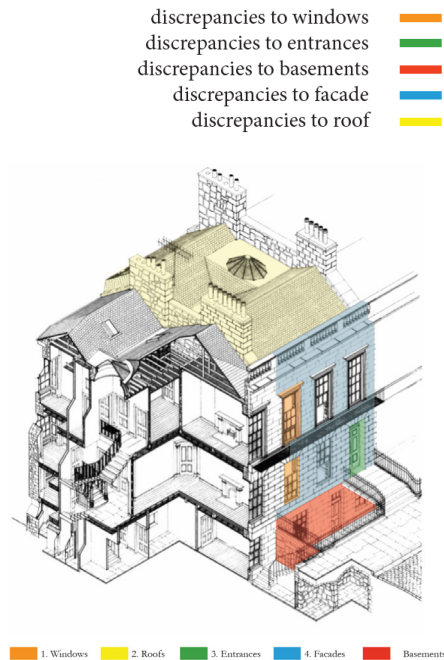 discrepancies to windows
discrepancies to entrances
discrepancies to basements
discrepancies to facade
discrepancies to roof
1. Windows 2. Roofs 3. Entrances 4. Facades Basements